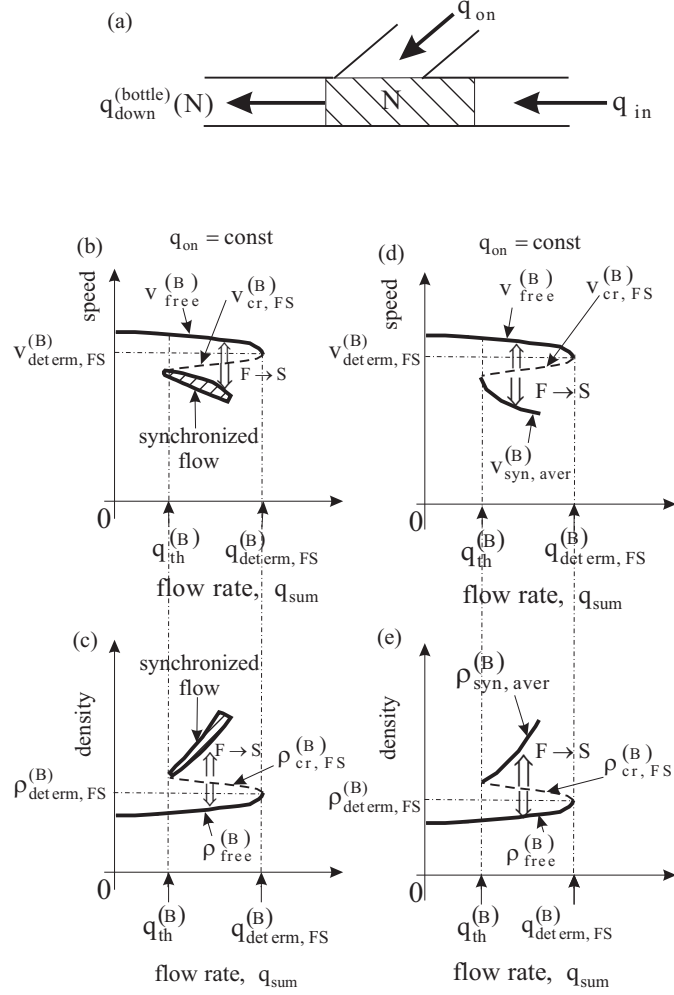 (a)
q_on
q_down^(bottle)(N)
N
q_in
(b)
q_on = const
speed
v_free^(B)
v_cr, FS^(B)
v_determ, FS^(B)
F → S
synchronized
flow
0
q_th^(B)
q_determ, FS^(B)
flow rate, q_sum
(d)
q_on = const
speed
v_free^(B)
v_cr, FS^(B)
v_determ, FS^(B)
F → S
v_syn, aver^(B)
0
q_th^(B)
q_determ, FS^(B)
flow rate, q_sum
(c)
synchronized
flow
density
F → S
ρ_cr, FS^(B)
ρ_determ, FS^(B)
ρ_free^(B)
0
q_th^(B)
q_determ, FS^(B)
flow rate, q_sum
(e)
density
ρ_syn, aver^(B)
F → S
ρ_cr, FS^(B)
ρ_determ, FS^(B)
ρ_free^(B)
0
q_th^(B)
q_determ, FS^(B)
flow rate, q_sum